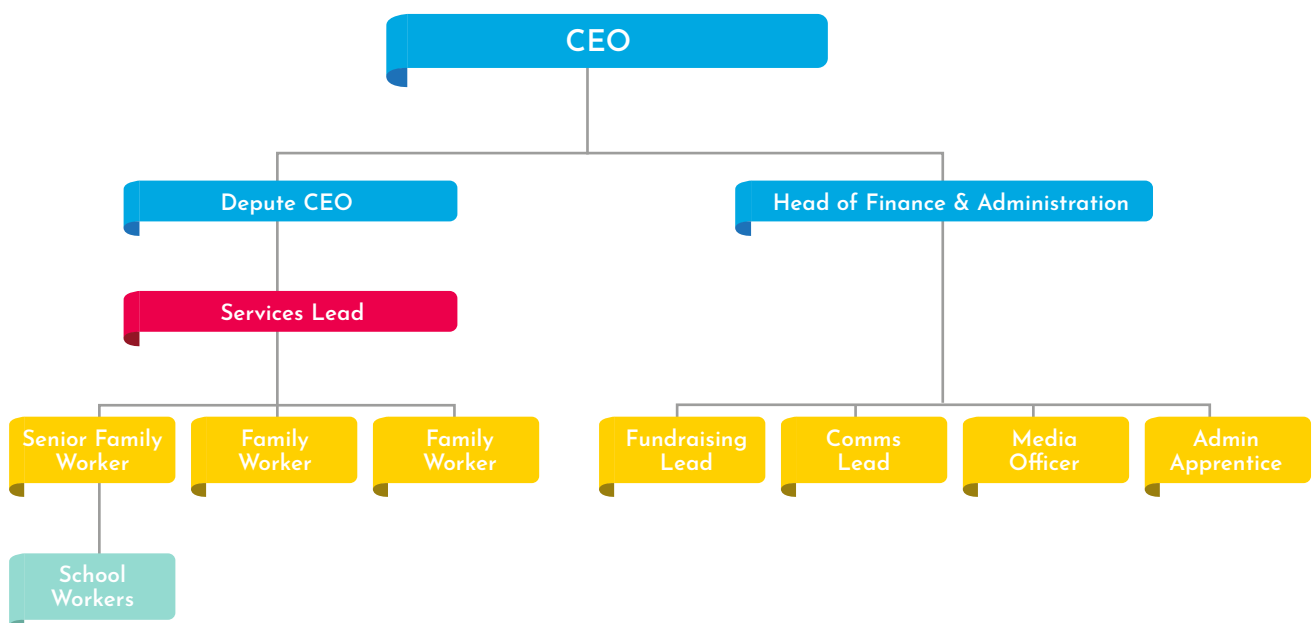 CEO
Depute CEO
Head of Finance & Administration
Services Lead
Senior Family
Worker
Family
Worker
Family
Worker
Fundraising
Lead
Comms
Lead
Media
Officer
Admin
Apprentice
School
Workers